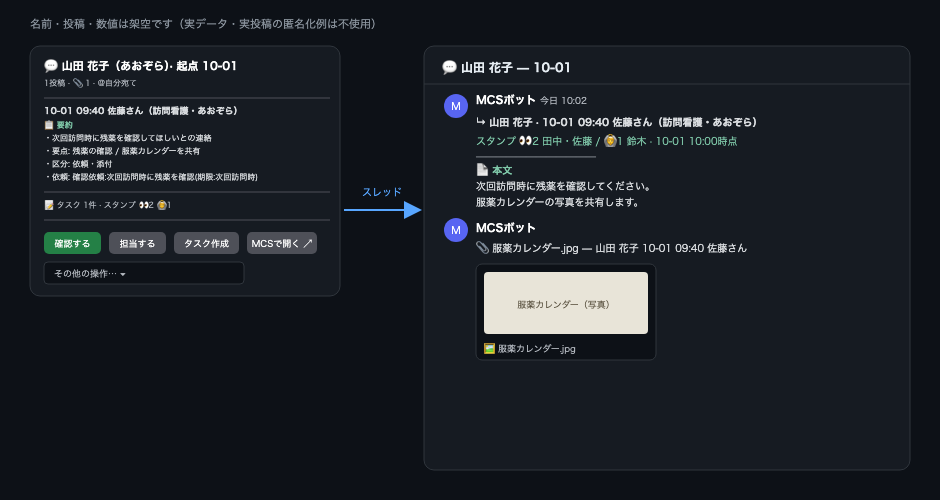 名前・投稿・数値は架空です（実データ・実投稿の匿名化例は不使用）
💬 山田 花子（あおぞら）· 起点 10-01
1投稿 · 📎 1 · @自分宛て
10-01 09:40 佐藤さん（訪問看護・あおぞら）
📋 要約
・次回訪問時に残薬を確認してほしいとの連絡
・要点: 残薬の確認 / 服薬カレンダーを共有
・区分: 依頼・添付
・依頼: 確認依頼:次回訪問時に残薬を確認(期限:次回訪問時)
📝 タスク 1件 · スタンプ 👀2 🙆1
確認する
担当する
タスク作成
MCSで開く ↗
その他の操作… ▾
スレッド
💬 山田 花子 — 10-01
M
MCSボット 今日 10:02
↳ 山田 花子 · 10-01 09:40 佐藤さん（訪問看護・あおぞら）
スタンプ 👀2 田中・佐藤 / 🙆1 鈴木 · 10-01 10:00時点
📄 本文
次回訪問時に残薬を確認してください。
服薬カレンダーの写真を共有します。
M
MCSボット
📎 服薬カレンダー.jpg — 山田 花子 10-01 09:40 佐藤さん
服薬カレンダー（写真）
🖼️ 服薬カレンダー.jpg